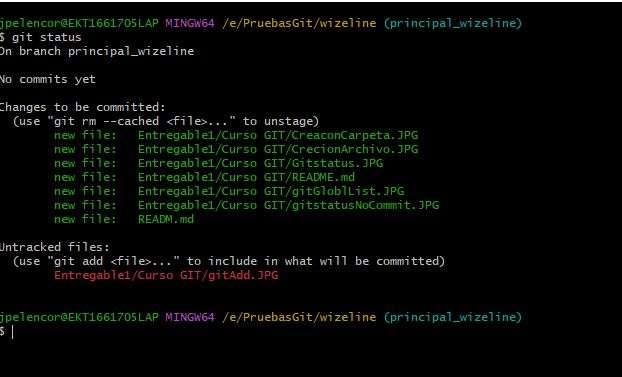 jpelencor@EKT1661705LAP MINGW64 /e/PruebasGit/wizeline (principal_wizeline)
$ git status
On branch principal_wizeline
No commits yet
Changes to be committed:
(use "git rm --cached <file>..." to unstage)
new file: Entregable1/Curso GIT/CreaconCarpeta.JPG
new file: Entregable1/Curso GIT/CrecionArchivo.JPG
new file: Entregable1/Curso GIT/Gitstatus.JPG
new file: Entregable1/Curso GIT/README.md
new file: Entregable1/Curso GIT/gitGloblList.JPG
new file: Entregable1/Curso GIT/gitstatusNoCommit.JPG
new file: READM.md
Untracked files:
(use "git add <file>..." to include in what will be committed)
Entregable1/Curso GIT/gitAdd.JPG
jpelencor@EKT1661705LAP MINGW64 /e/PruebasGit/wizeline (principal_wizeline)
$